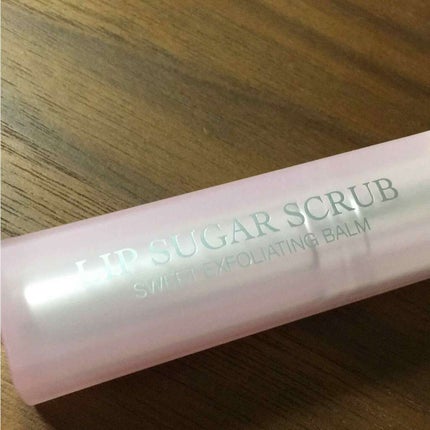 LIP SUGAR SCRUB
SWEET EXFOLIATING BALM